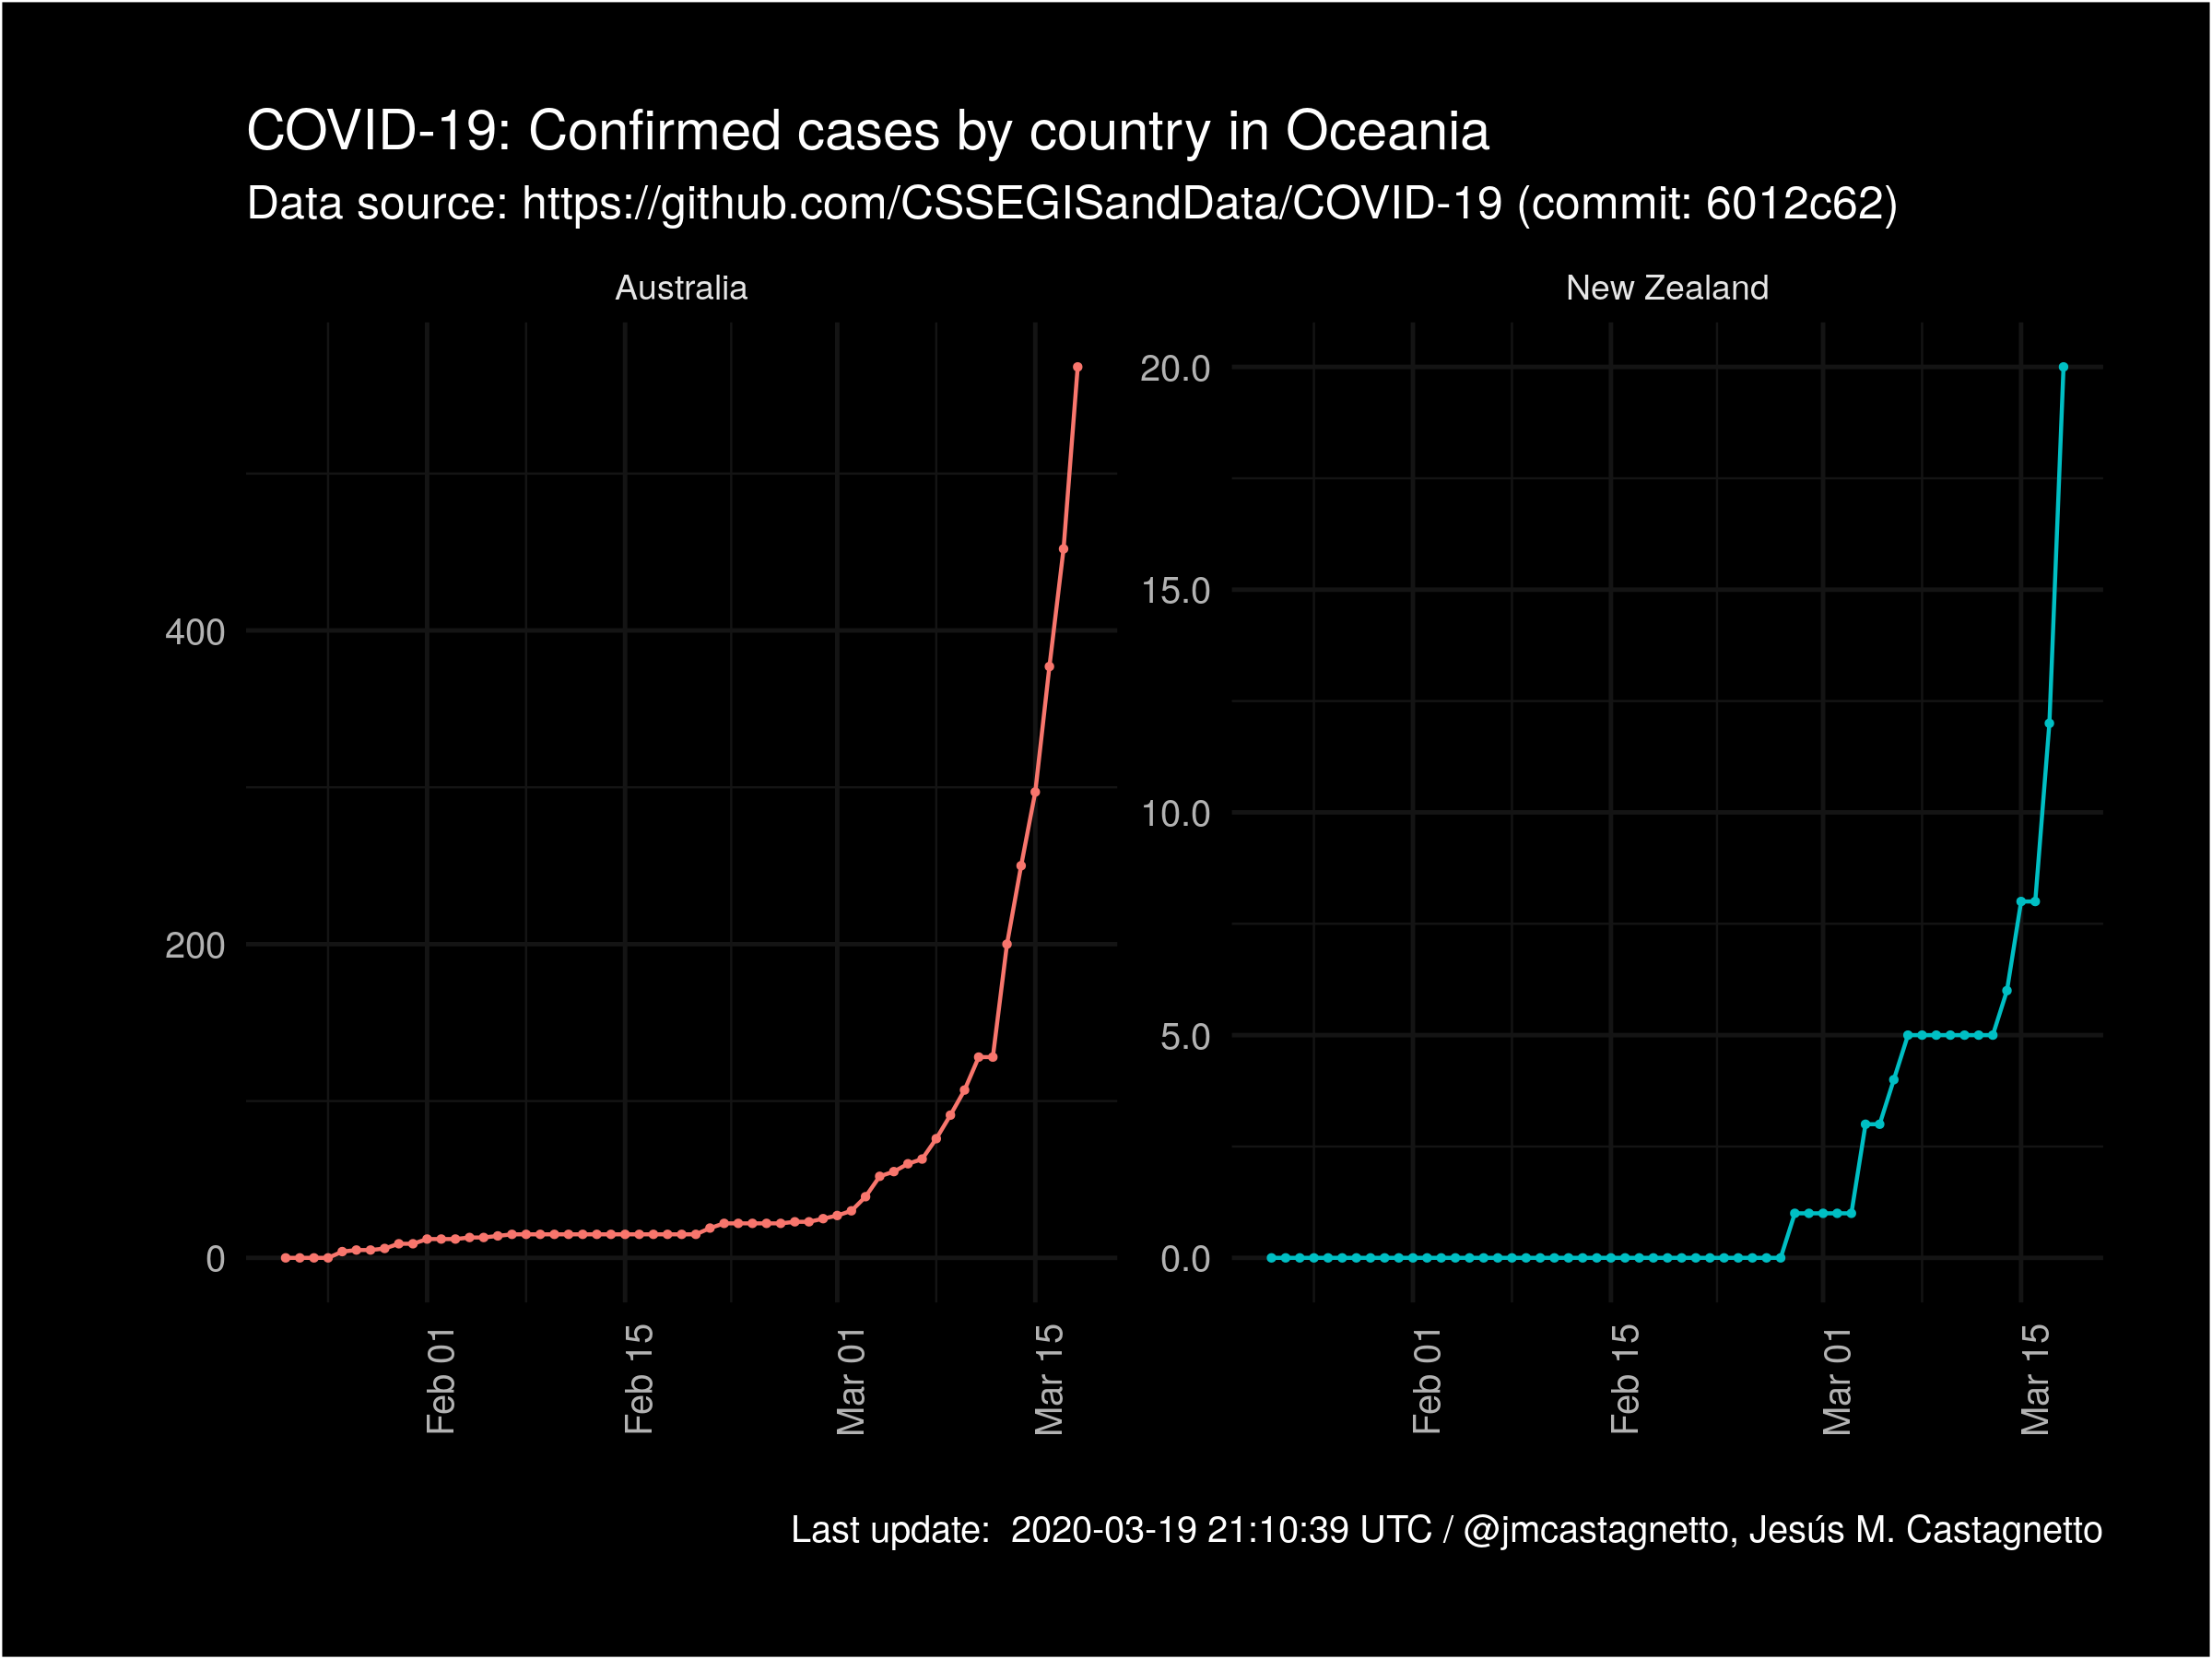 COVID-19: Confirmed cases by country in Oceania
Data source: https://github.com/CSSEGISandData/COVID-19 (commit: 6012c62)
Australia
New Zealand
400
200
0
20.0
15.0
10.0
5.0
0.0
Feb 01
Feb 15
Mar 01
Mar 15
Feb 01
Feb 15
Mar 01
Mar 15
Last update:  2020-03-19 21:10:39 UTC / @jmcastagnetto, Jesús M. Castagnetto